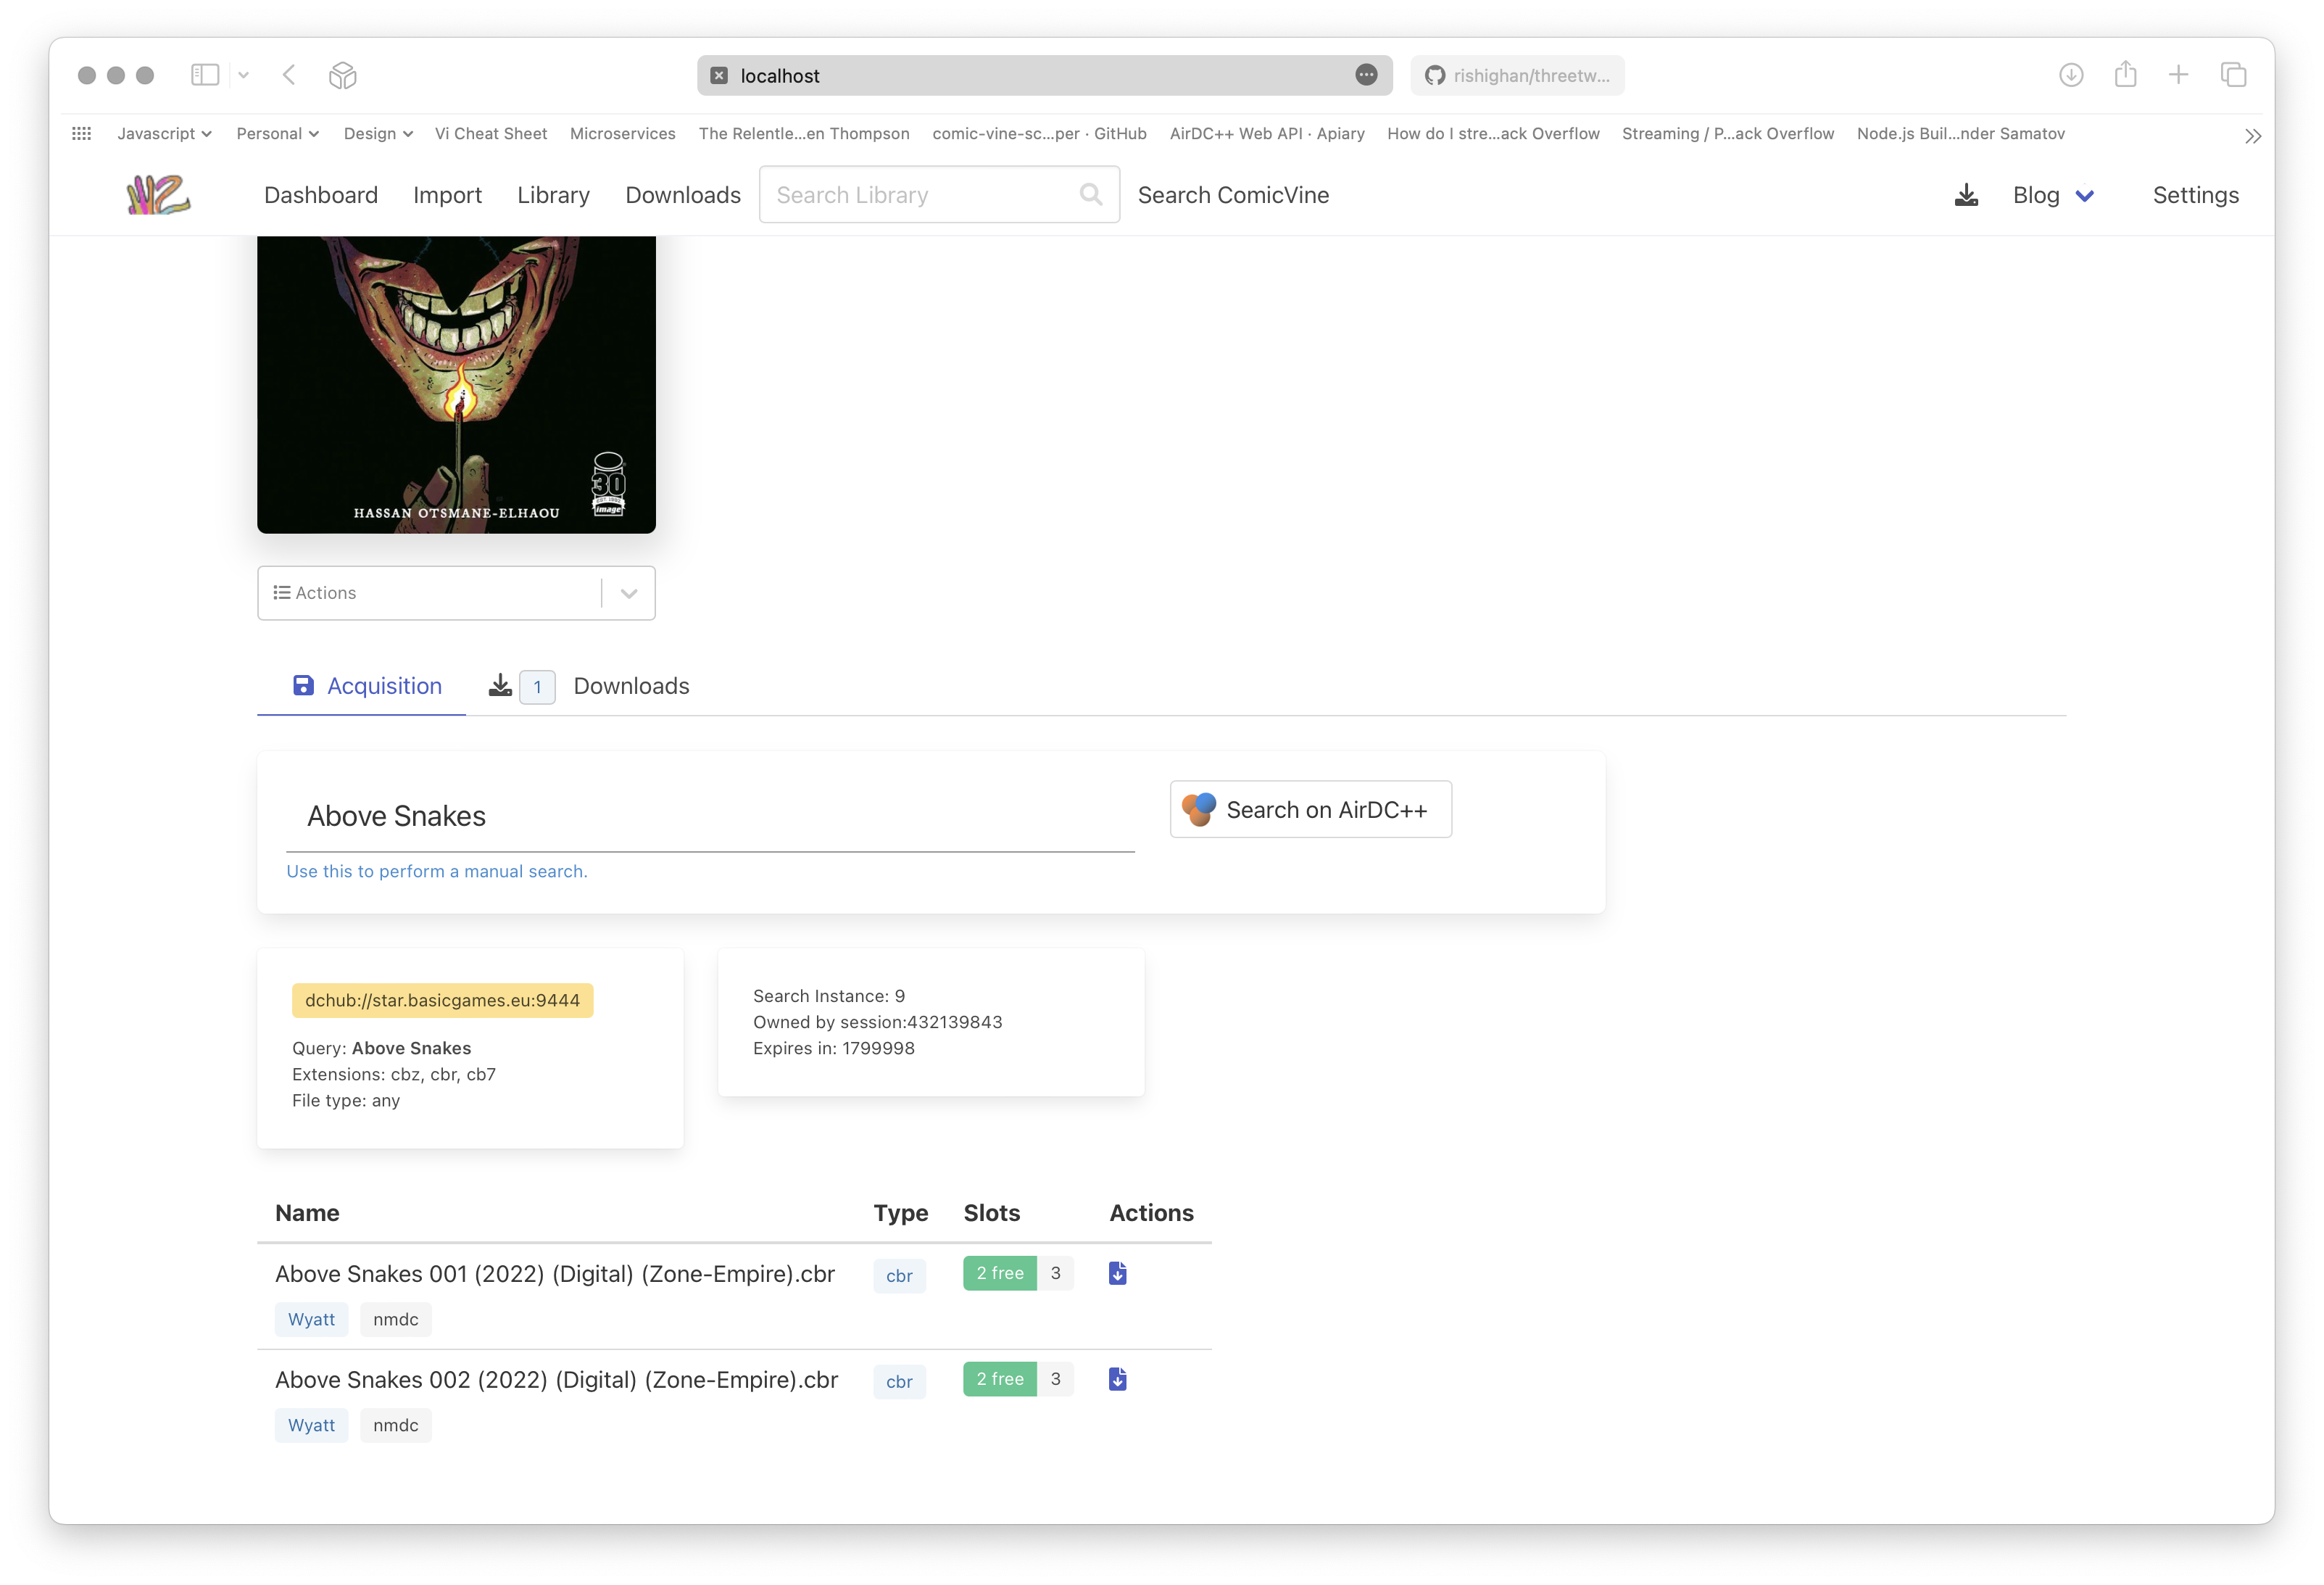 localhost
rishighan/threetw...
Javascript Personal Design Vi Cheat Sheet Microservices The Relentle...en Thompson comic-vine-sc...per · GitHub AirDC++ Web API · Apiary How do I stre...ack Overflow Streaming / P...ack Overflow Node.js Buil...nder Samatov
Dashboard Import Library Downloads Search Library Search ComicVine Blog Settings
30
image
HASSAN OTSMANE-ELHAOU
Actions
Acquisition 1 Downloads
Above Snakes
Search on AirDC++
Use this to perform a manual search.
dchub://star.basicgames.eu:9444
Query: Above Snakes
Extensions: cbz, cbr, cb7
File type: any
Search Instance: 9
Owned by session:432139843
Expires in: 1799998
Name Type Slots Actions
Above Snakes 001 (2022) (Digital) (Zone-Empire).cbr cbr 2 free 3
Wyatt nmdc
Above Snakes 002 (2022) (Digital) (Zone-Empire).cbr cbr 2 free 3
Wyatt nmdc